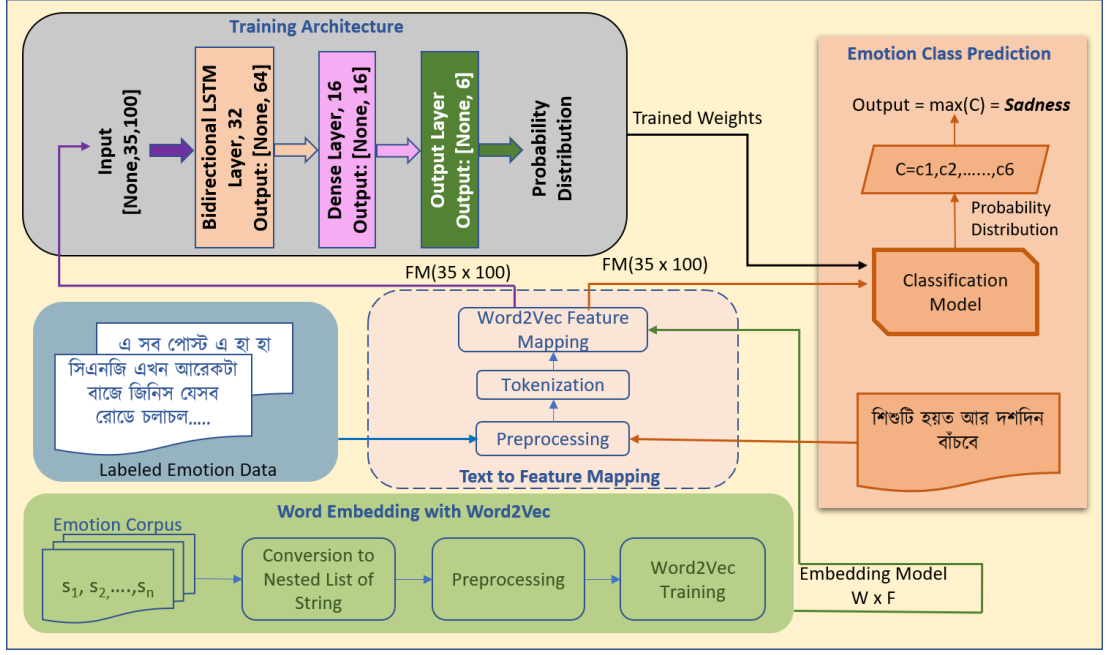 Training Architecture
Input
[None,35,100]
Bidirectional LSTM
Layer, 32
Output: [None, 64]
Dense Layer, 16
Output: [None, 16]
Output Layer
Output: [None, 6]
Probability
Distribution
Trained Weights
Emotion Class Prediction
Output = max(C) = Sadness
C=c1,c2,......,c6
Probability
Distribution
Classification
Model
শিশুটি হয়ত আর দশদিন
বাঁচবে
FM(35 x 100)
FM(35 x 100)
Word2Vec Feature
Mapping
Tokenization
Preprocessing
Text to Feature Mapping
এ সব পোস্ট এ হা হা
সিএনজি এখন আরেকটা
বাজে জিনিস যেসব
রোডে চলাচল.....
Labeled Emotion Data
Word Embedding with Word2Vec
Emotion Corpus
s1, s2,....,sn
Conversion to
Nested List of
String
Preprocessing
Word2Vec
Training
Embedding Model
W x F